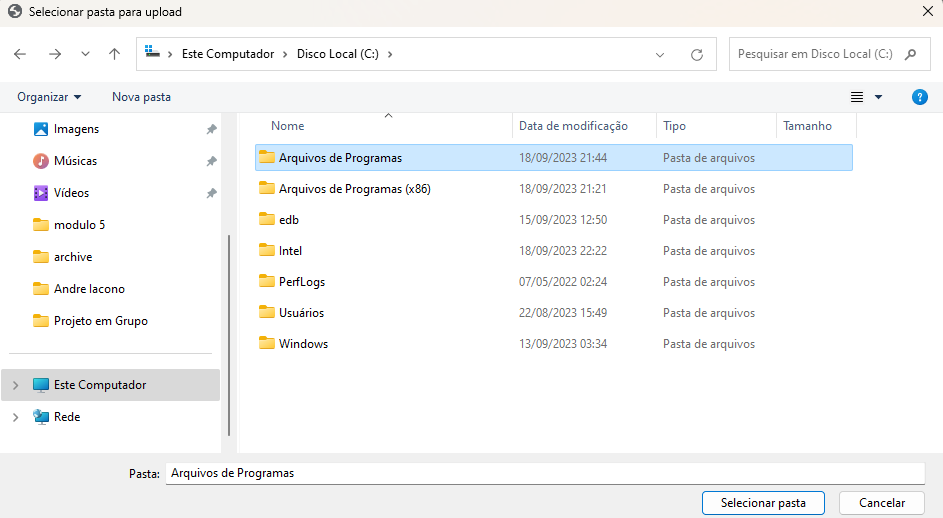 Selecionar pasta para upload
Este Computador
Disco Local (C:)
Pesquisar em Disco Local (C:)
Organizar
Nova pasta
Imagens
Músicas
Vídeos
modulo 5
archive
Andre Iacono
Projeto em Grupo
Este Computador
Rede
Nome Data de modificação Tipo Tamanho
Arquivos de Programas 18/09/2023 21:44 Pasta de arquivos
Arquivos de Programas (x86) 18/09/2023 21:21 Pasta de arquivos
edb 15/09/2023 12:50 Pasta de arquivos
Intel 18/09/2023 22:22 Pasta de arquivos
PerfLogs 07/05/2022 02:24 Pasta de arquivos
Usuários 22/08/2023 15:49 Pasta de arquivos
Windows 13/09/2023 03:34 Pasta de arquivos
Pasta: Arquivos de Programas
Selecionar pasta
Cancelar